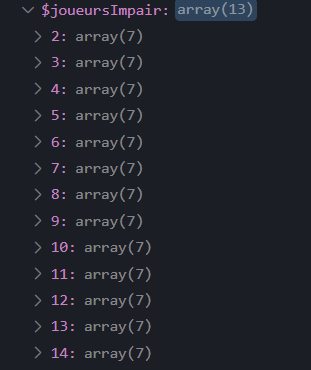 $joueursImpair: array(13)
2: array(7)
3: array(7)
4: array(7)
5: array(7)
6: array(7)
7: array(7)
8: array(7)
9: array(7)
10: array(7)
11: array(7)
12: array(7)
13: array(7)
14: array(7)